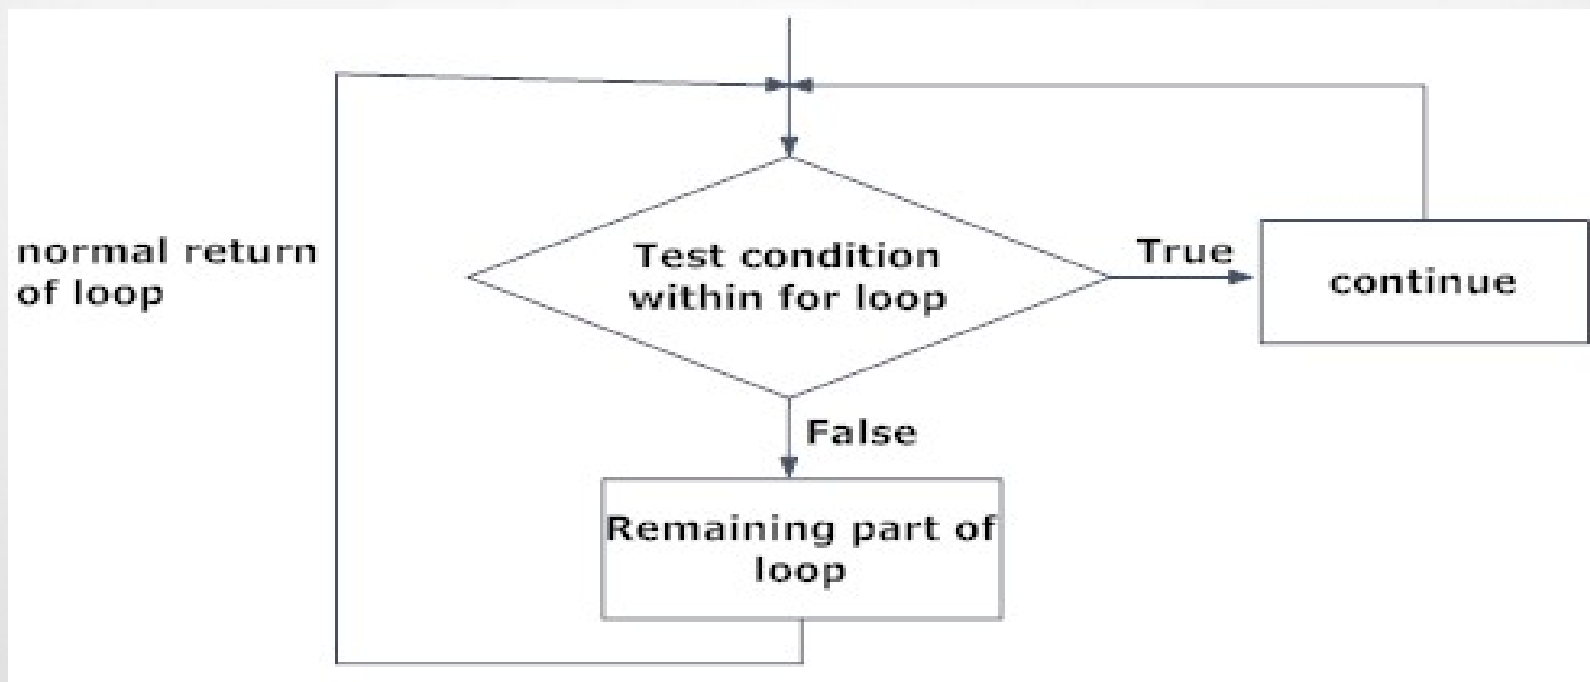 normal return
of loop
Test condition
within for loop
True
continue
False
Remaining part of
loop